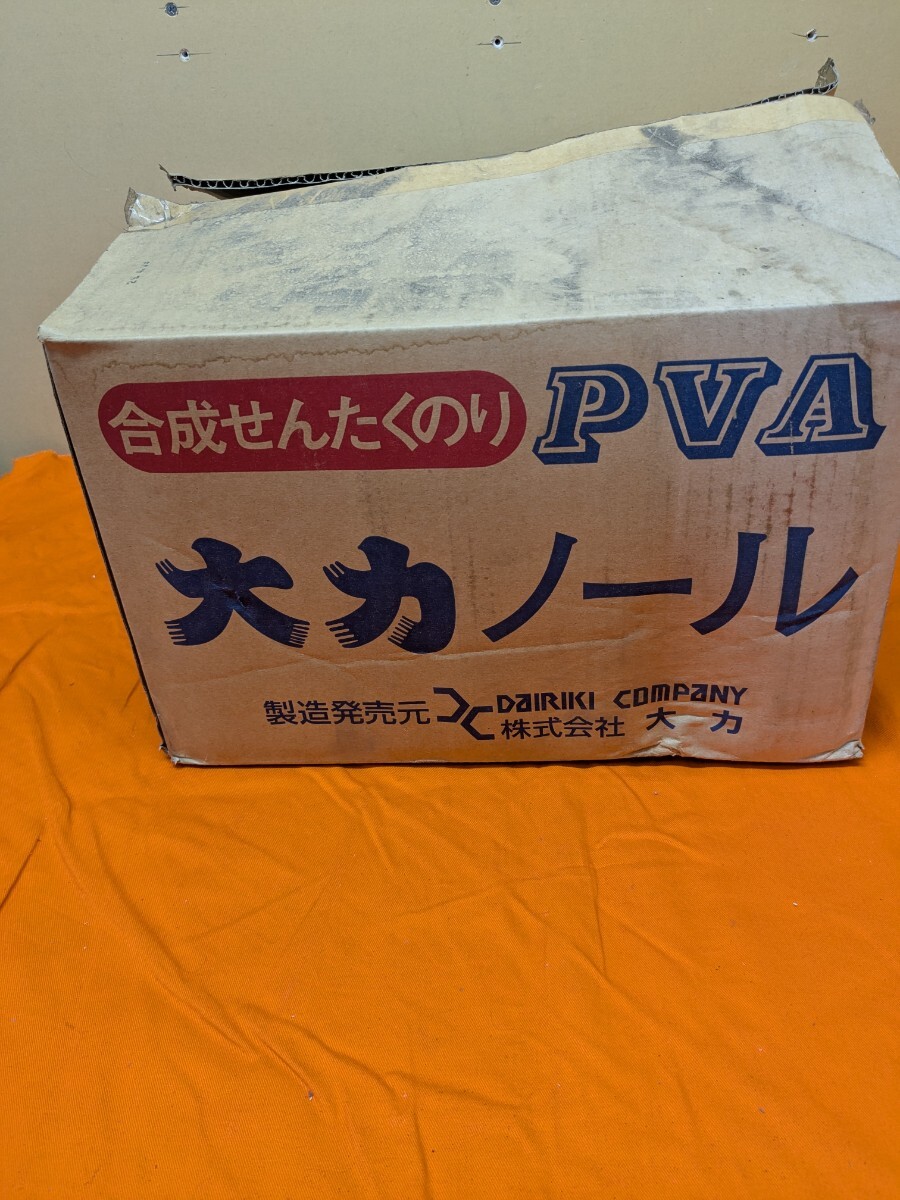 合成せんたくのり PVA
大力ノール
製造発売元 DAIRIKI COMPANY
株式会社 大力